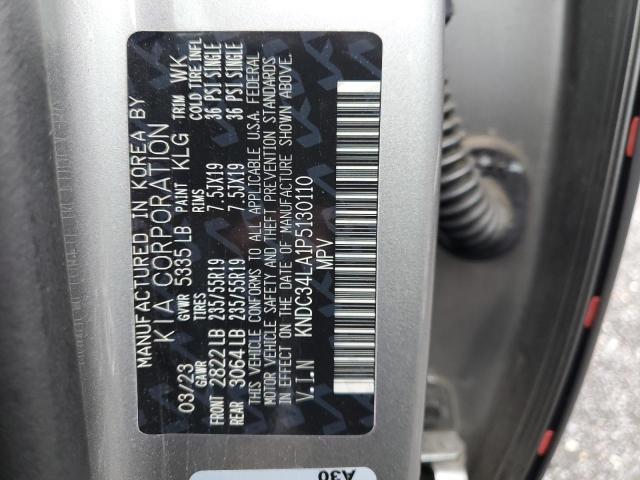 MANUFACTURED IN KOREA BY
KIA CORPORATION
03/23 GVWR 5335 LB PAINT KLG TRIM WK
GAWR TIRES RIMS COLD TIRE INFL
FRONT 2822 LB 235/55R19 7.5JX19 36 PSI SINGLE
REAR 3064 LB 235/55R19 7.5JX19 36 PSI SINGLE
THIS VEHICLE CONFORMS TO ALL APPLICABLE U.S.A. FEDERAL
MOTOR VEHICLE SAFETY AND THEFT PREVENTION STANDARDS
IN EFFECT ON THE DATE OF MANUFACTURE SHOWN ABOVE.
V.I.N KNDC34LA1P5130110
MPV
A30